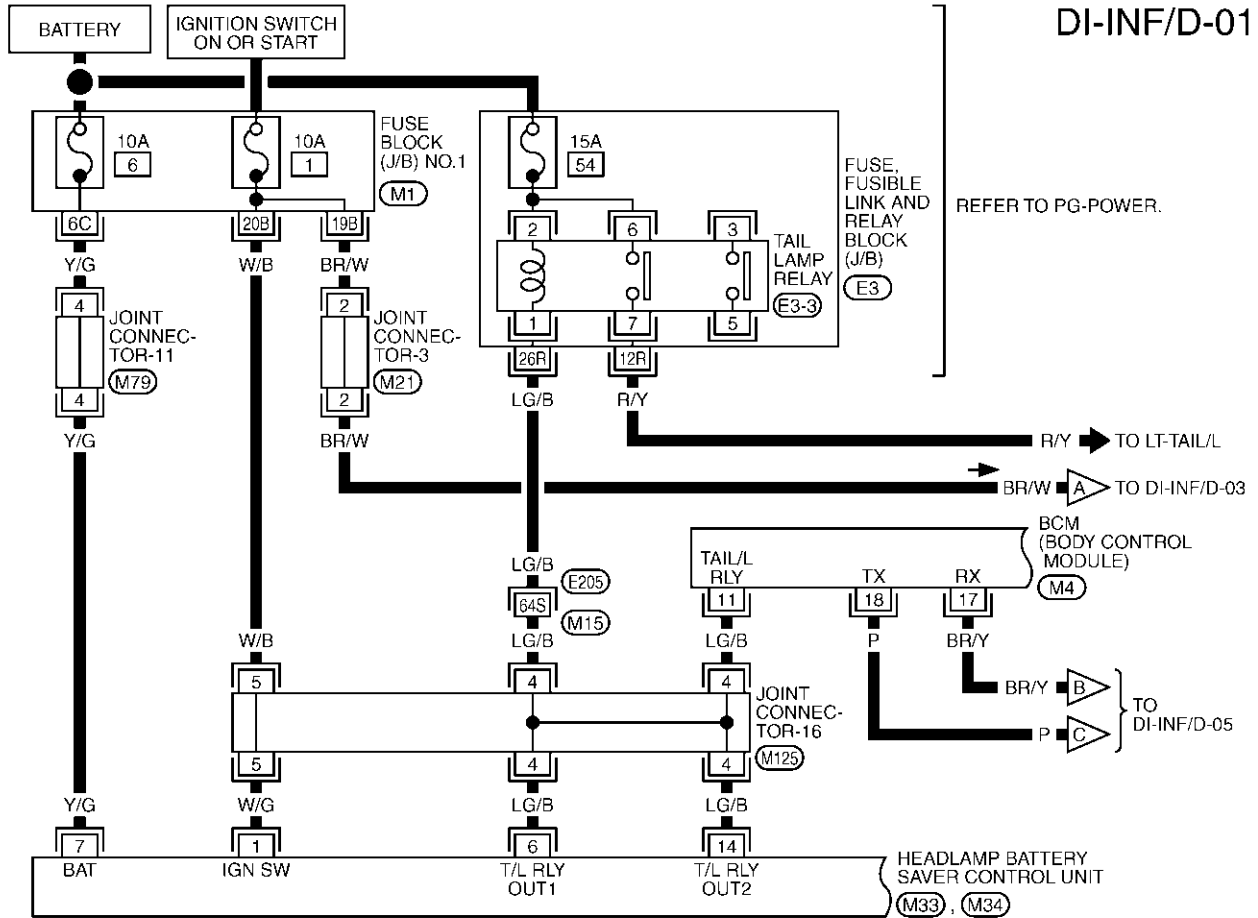 DI-INF/D-01
BATTERY
IGNITION SWITCH
ON OR START
10A
6
10A
1
FUSE
BLOCK
(J/B) NO.1
M1
15A
54
FUSE,
FUSIBLE
LINK AND
RELAY
BLOCK
(J/B)
E3
REFER TO PG-POWER.
6C
20B
19B
2
6
3
TAIL
LAMP
RELAY
E3-3
1
7
5
Y/G
W/B
BR/W
4
JOINT
CONNEC-
TOR-11
M79
4
2
JOINT
CONNEC-
TOR-3
M21
2
26R
12R
LG/B
R/Y
Y/G
BR/W
R/Y
TO LT-TAIL/L
BR/W
A
TO DI-INF/D-03
LG/B
E205
64S
M15
LG/B
BCM
(BODY CONTROL
MODULE)
M4
TAIL/L
RLY
TX
RX
11
18
17
W/B
LG/B
P
BR/Y
5
4
4
JOINT
CONNEC-
TOR-16
M125
BR/Y
B
P
C
TO
DI-INF/D-05
5
4
4
Y/G
W/G
LG/B
LG/B
7
1
6
14
BAT
IGN SW
T/L RLY
OUT1
T/L RLY
OUT2
HEADLAMP BATTERY
SAVER CONTROL UNIT
M33 , M34